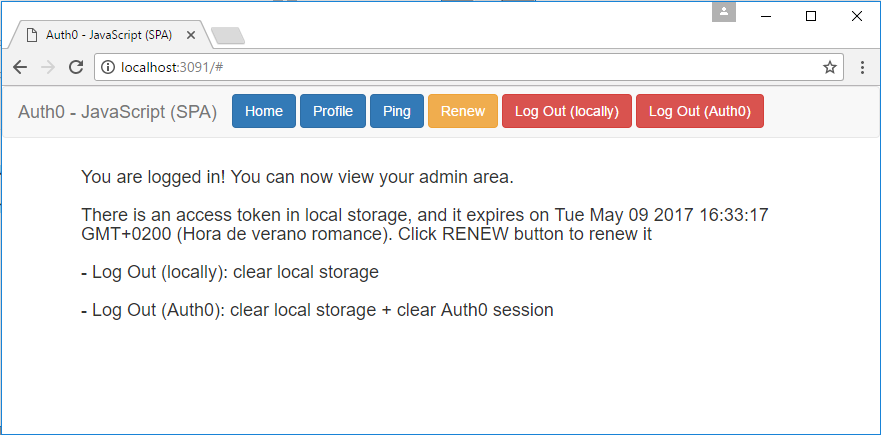 Auth0 - JavaScript (SPA)
localhost:3091/#
Auth0 - JavaScript (SPA) Home Profile Ping Renew Log Out (locally) Log Out (Auth0)
You are logged in! You can now view your admin area.
There is an access token in local storage, and it expires on Tue May 09 2017 16:33:17
GMT+0200 (Hora de verano romance). Click RENEW button to renew it
- Log Out (locally): clear local storage
- Log Out (Auth0): clear local storage + clear Auth0 session